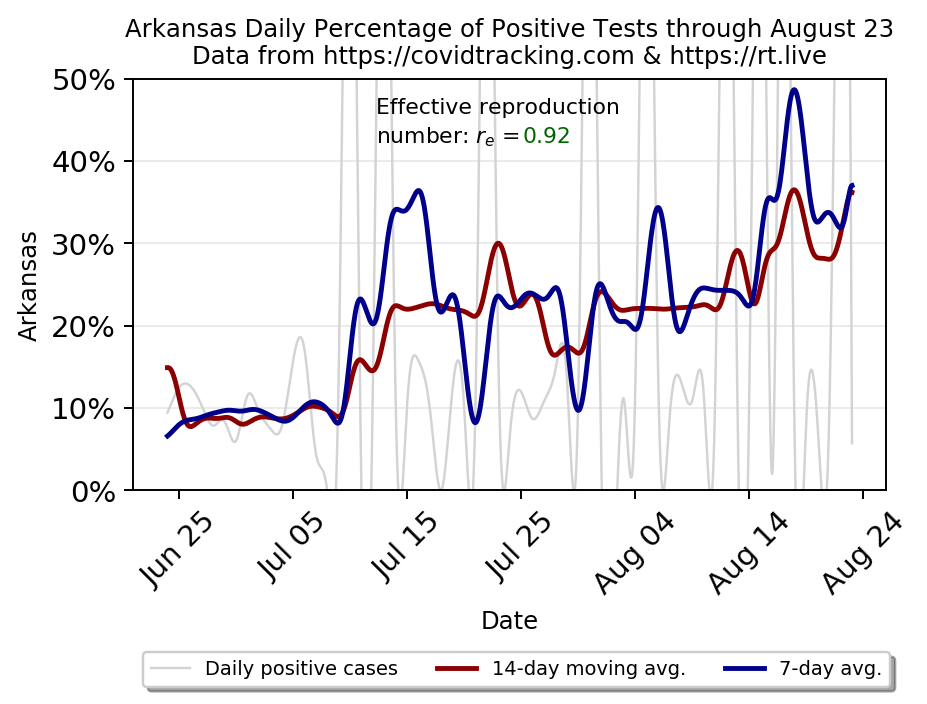 Arkansas Daily Percentage of Positive Tests through August 23
Data from https://covidtracking.com & https://rt.live
50%
40%
30%
20%
10%
0%
Arkansas
Effective reproduction
number: rₑ =0.92
Jun 25
Jul 05
Jul 15
Jul 25
Aug 04
Aug 14
Aug 24
Date
Daily positive cases
14-day moving avg.
7-day avg.